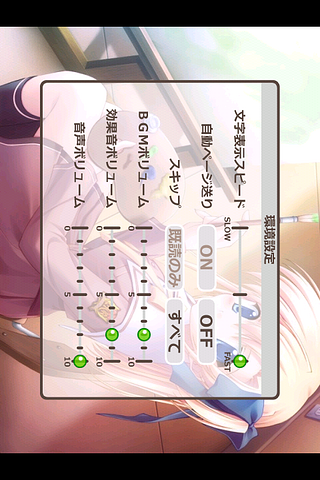 環境設定
文字表示スピード
SLOW FAST
自動ページ送り ON OFF
スキップ 既読のみ すべて
BGMボリューム 0 5 10
効果音ボリューム 0 5 10
音声ボリューム 0 5 10